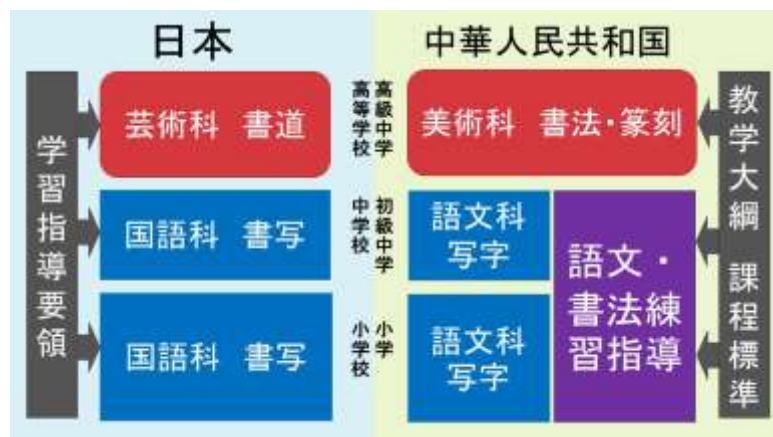 日本
中華人民共和国
学習指導要領
芸術科 書道
高等学校
高級中学
美術科 書法・篆刻
国語科 書写
中学校
初級中学
語文科
写字
国語科 書写
小学校
小学
語文科
写字
語文・
書法練
習指導
教学大綱 課程標準